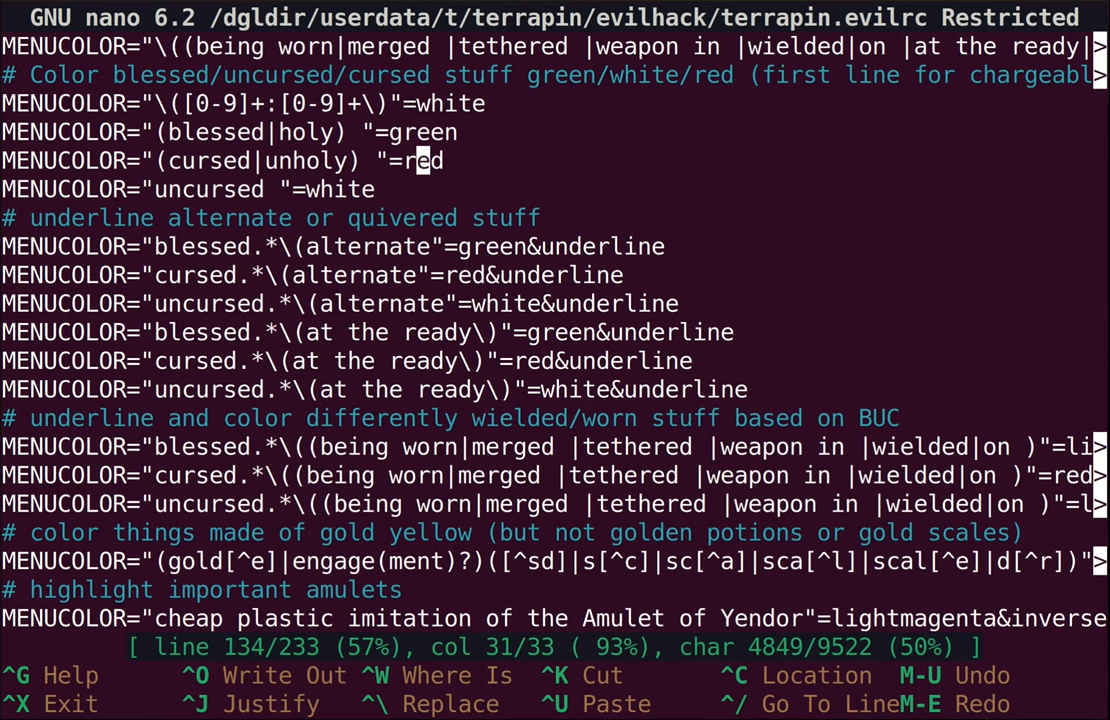 GNU nano 6.2 /dgldir/userdata/t/terrapin/evilhack/terrapin.evilrc Restricted
MENUCOLOR="\((being worn|merged |tethered |weapon in |wielded|on |at the ready|>
# Color blessed/uncursed/cursed stuff green/white/red (first line for chargeabl>
MENUCOLOR="\([0-9]+:[0-9]+\)"=white
MENUCOLOR="(blessed|holy) "=green
MENUCOLOR="(cursed|unholy) "=red
MENUCOLOR="uncursed "=white
# underline alternate or quivered stuff
MENUCOLOR="blessed.*\(alternate"=green&underline
MENUCOLOR="cursed.*\(alternate"=red&underline
MENUCOLOR="uncursed.*\(alternate"=white&underline
MENUCOLOR="blessed.*\(at the ready\)"=green&underline
MENUCOLOR="cursed.*\(at the ready\)"=red&underline
MENUCOLOR="uncursed.*\(at the ready\)"=white&underline
# underline and color differently wielded/worn stuff based on BUC
MENUCOLOR="blessed.*\((being worn|merged |tethered |weapon in |wielded|on )"=li>
MENUCOLOR="cursed.*\((being worn|merged |tethered |weapon in |wielded|on )"=red>
MENUCOLOR="uncursed.*\((being worn|merged |tethered |weapon in |wielded|on )"=l>
# color things made of gold yellow (but not golden potions or gold scales)
MENUCOLOR="(gold[^e]|engage(ment)?)([^sd]|s[^c]|sc[^a]|sca[^l]|scal[^e]|d[^r])">
# highlight important amulets
MENUCOLOR="cheap plastic imitation of the Amulet of Yendor"=lightmagenta&inverse
[ line 134/233 (57%), col 31/33 ( 93%), char 4849/9522 (50%) ]
^G Help ^O Write Out ^W Where Is ^K Cut ^C Location M-U Undo
^X Exit ^J Justify ^\ Replace ^U Paste ^/ Go To Line M-E Redo